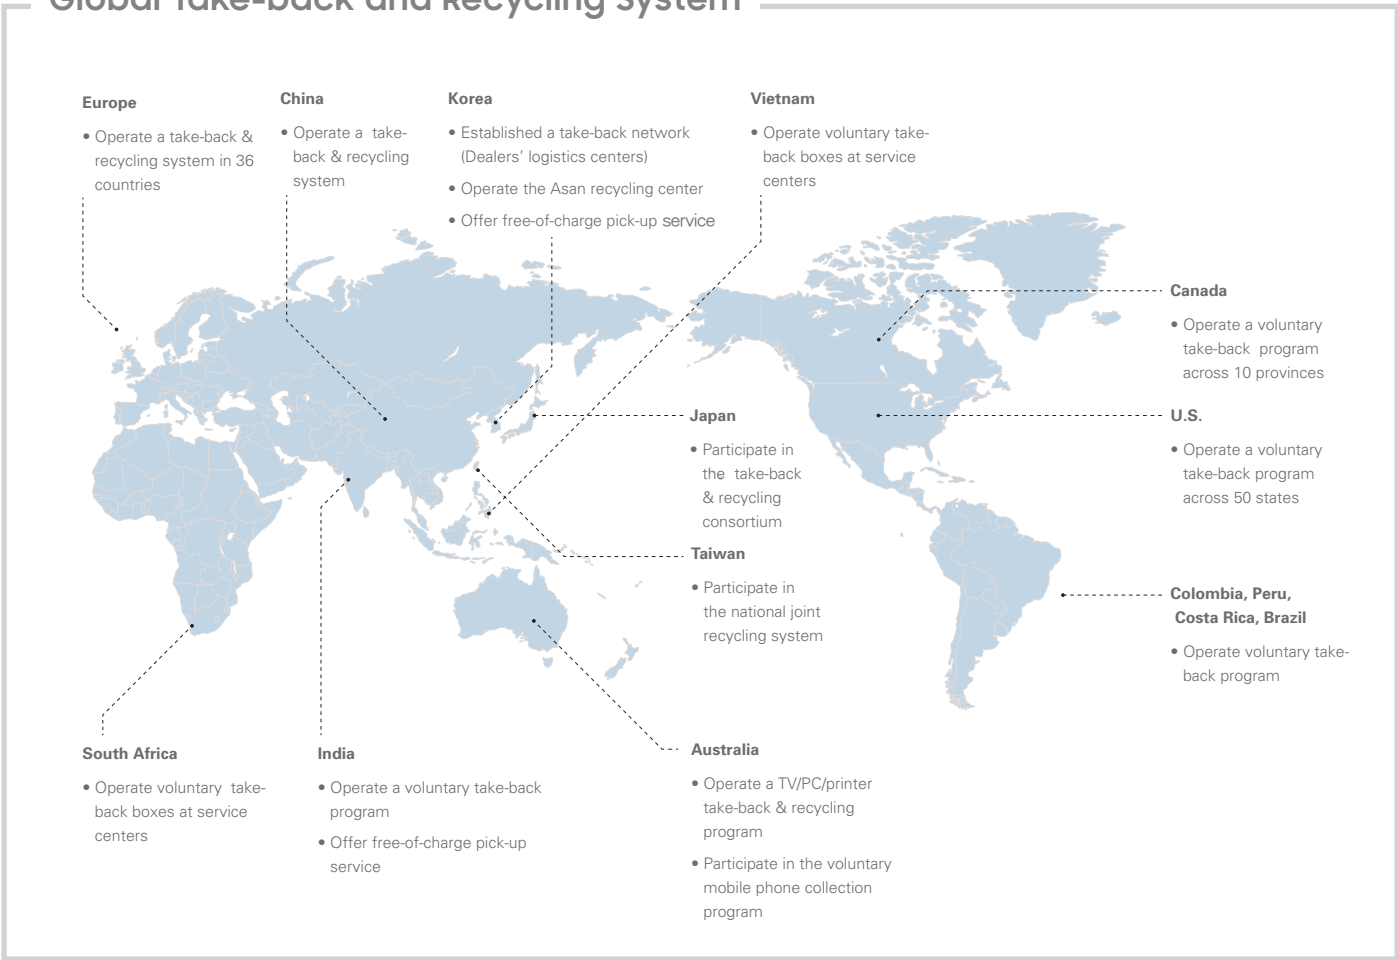 Global Take-back and Recycling System
Europe
• Operate a take-back &
recycling system in 36
countries
China
• Operate a take-
back & recycling
system
Korea
• Established a take-back network
(Dealers’ logistics centers)
• Operate the Asan recycling center
• Offer free-of-charge pick-up service
Vietnam
• Operate voluntary take-
back boxes at service
centers
Canada
• Operate a voluntary
take-back program
across 10 provinces
U.S.
• Operate a voluntary
take-back program
across 50 states
Japan
• Participate in
the take-back
& recycling
consortium
Taiwan
• Participate in
the national joint
recycling system
Colombia, Peru,
Costa Rica, Brazil
• Operate voluntary take-
back program
South Africa
• Operate voluntary take-
back boxes at service
centers
India
• Operate a voluntary take-back
program
• Offer free-of-charge pick-up
service
Australia
• Operate a TV/PC/printer
take-back & recycling
program
• Participate in the voluntary
mobile phone collection
program